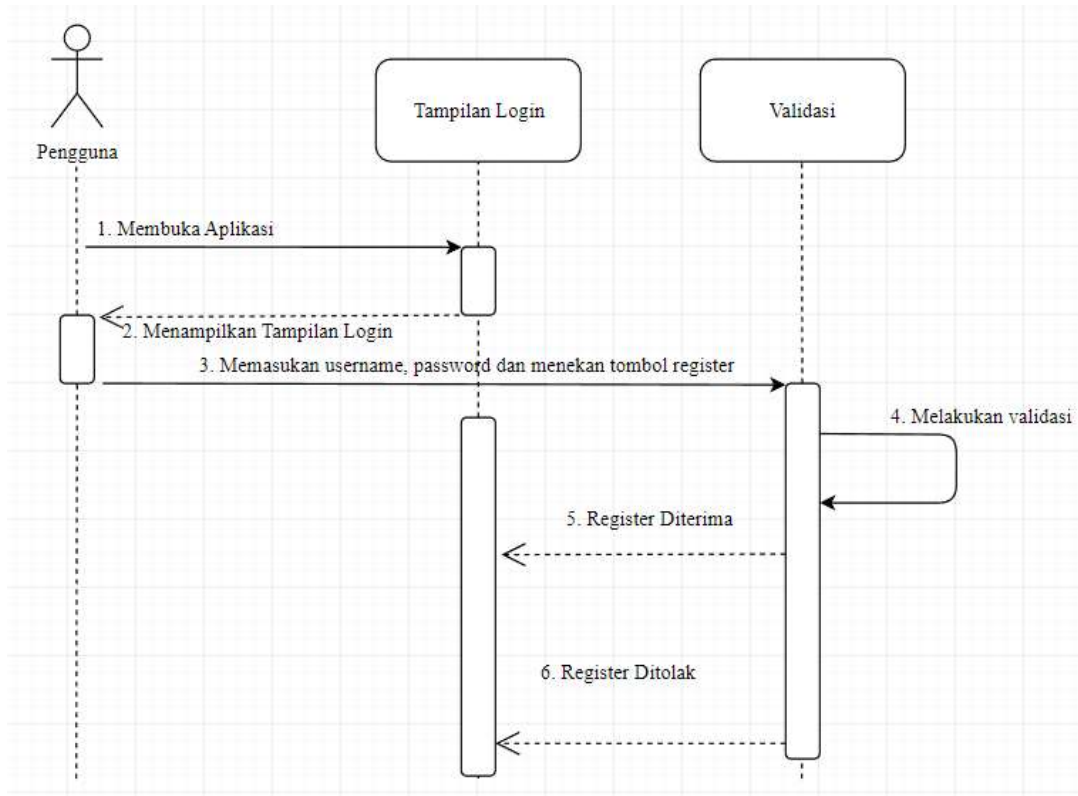 Tampilan Login
Validasi
Pengguna
1. Membuka Aplikasi
2. Menampilkan Tampilan Login
3. Memasukan username, password dan menekan tombol register
4. Melakukan validasi
5. Register Diterima
6. Register Ditolak